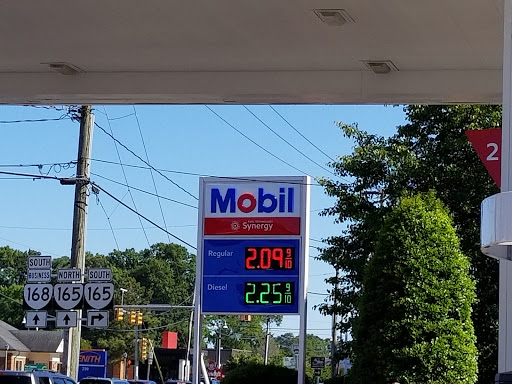 Mobil
Synergy
Regular 2.09 9/10
Diesel 2.25 9/10
2
SOUTH
BUSINESS
168
NORTH
165
SOUTH
165
ENITH